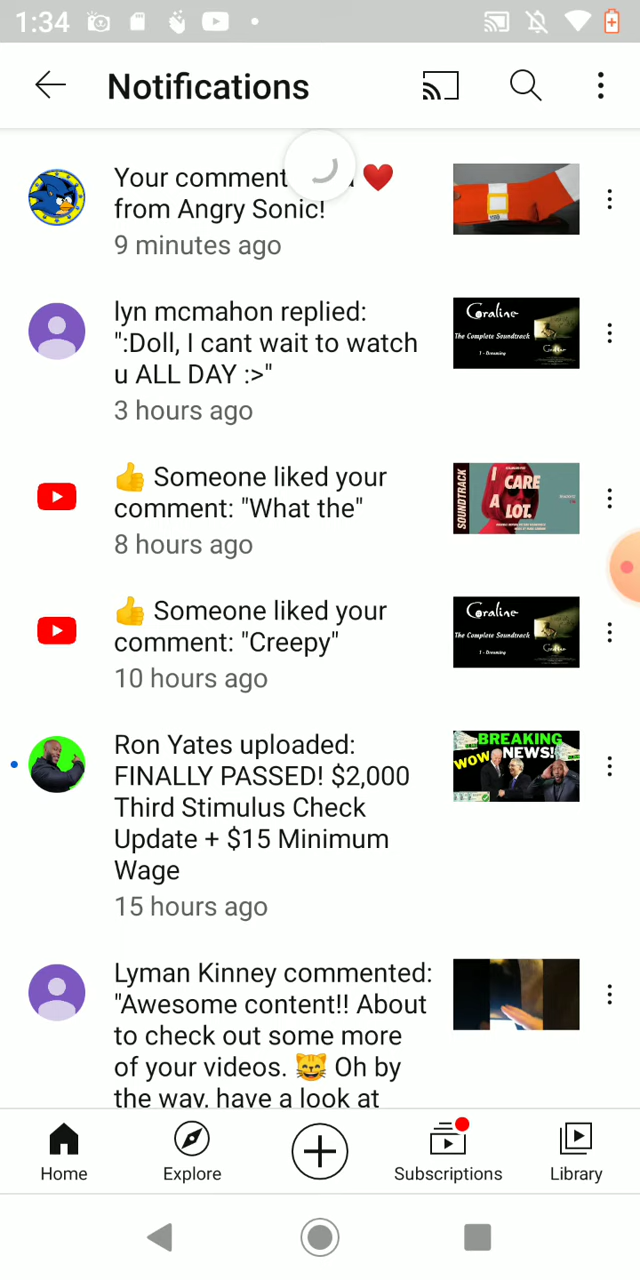 1:34
Notifications
Your comment ❤️
from Angry Sonic!
9 minutes ago
lyn mcmahon replied:
":Doll, I cant wait to watch
u ALL DAY :>"
3 hours ago
Coraline
The Complete Soundtrack
1 - Dreaming
👍 Someone liked your
comment: "What the"
8 hours ago
SOUNDTRACK
I
CARE
A
LOT.
👍 Someone liked your
comment: "Creepy"
10 hours ago
Coraline
The Complete Soundtrack
1 - Dreaming
Ron Yates uploaded:
FINALLY PASSED! $2,000
Third Stimulus Check
Update + $15 Minimum
Wage
15 hours ago
BREAKING
WOW NEWS!
Lyman Kinney commented:
"Awesome content!! About
to check out some more
of your videos. 😸 Oh by
the way, have a look at
Home
Explore
Subscriptions
Library